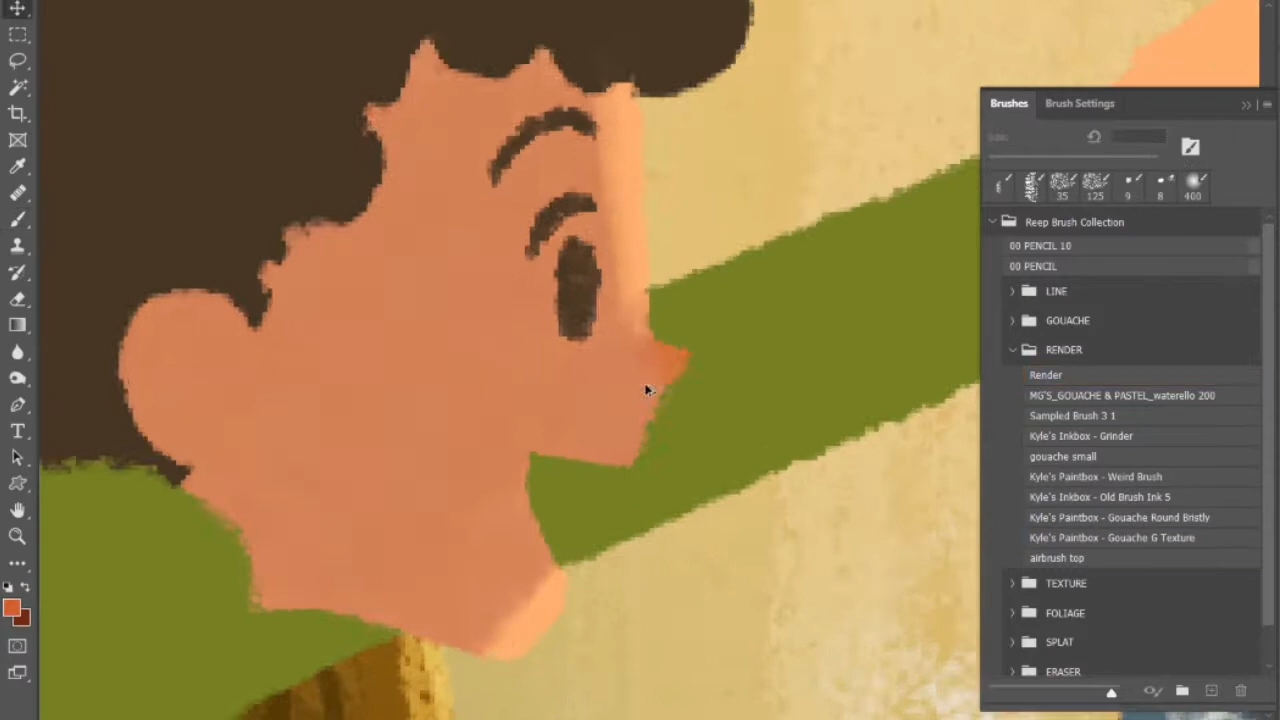 Brushes
Brush Settings
35
125
9
8
400
Reep Brush Collection
00 PENCIL 10
00 PENCIL
LINE
GOUACHE
RENDER
Render
MG'S_GOUACHE & PASTEL_waterello 200
Sampled Brush 3 1
Kyle's Inkbox - Grinder
gouache small
Kyle's Paintbox - Weird Brush
Kyle's Inkbox - Old Brush Ink 5
Kyle's Paintbox - Gouache Round Bristly
Kyle's Paintbox - Gouache G Texture
airbrush top
TEXTURE
FOLIAGE
SPLAT
ERASER